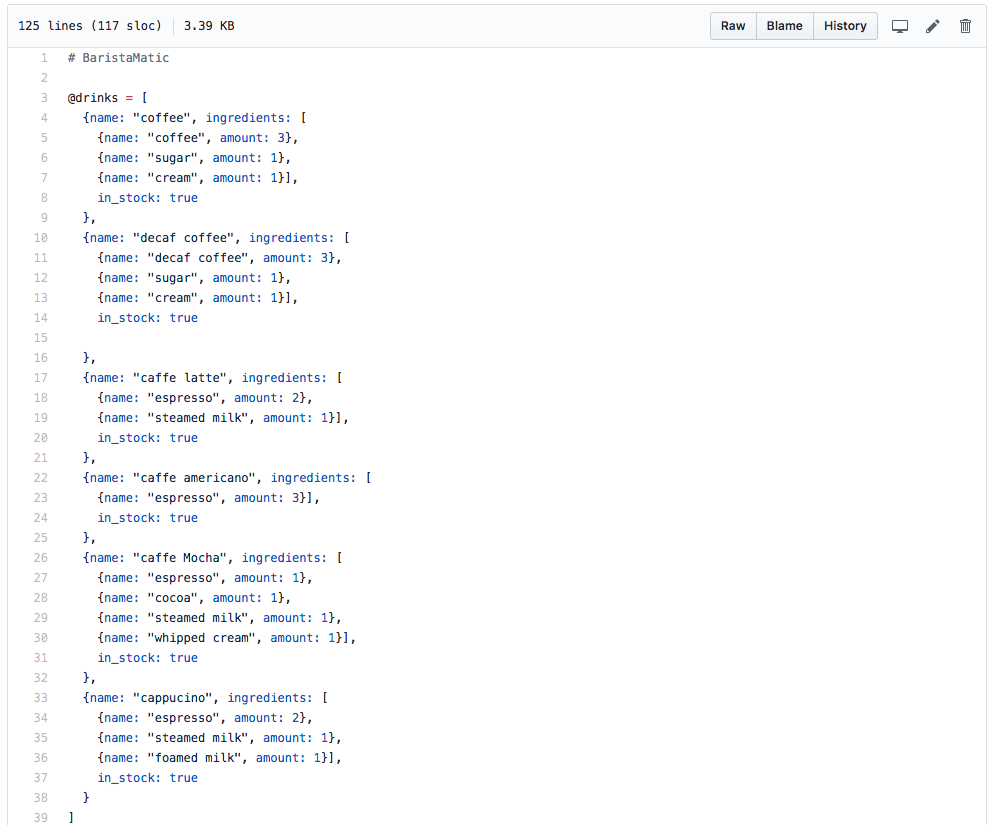 125 lines (117 sloc) 3.39 KB Raw Blame History
1 # BaristaMatic
2
3 @drinks = [
4 {name: "coffee", ingredients: [
5 {name: "coffee", amount: 3},
6 {name: "sugar", amount: 1},
7 {name: "cream", amount: 1}],
8 in_stock: true
9 },
10 {name: "decaf coffee", ingredients: [
11 {name: "decaf coffee", amount: 3},
12 {name: "sugar", amount: 1},
13 {name: "cream", amount: 1}],
14 in_stock: true
15
16 },
17 {name: "caffe latte", ingredients: [
18 {name: "espresso", amount: 2},
19 {name: "steamed milk", amount: 1}],
20 in_stock: true
21 },
22 {name: "caffe americano", ingredients: [
23 {name: "espresso", amount: 3}],
24 in_stock: true
25 },
26 {name: "caffe Mocha", ingredients: [
27 {name: "espresso", amount: 1},
28 {name: "cocoa", amount: 1},
29 {name: "steamed milk", amount: 1},
30 {name: "whipped cream", amount: 1}],
31 in_stock: true
32 },
33 {name: "cappucino", ingredients: [
34 {name: "espresso", amount: 2},
35 {name: "steamed milk", amount: 1},
36 {name: "foamed milk", amount: 1}],
37 in_stock: true
38 }
39 ]